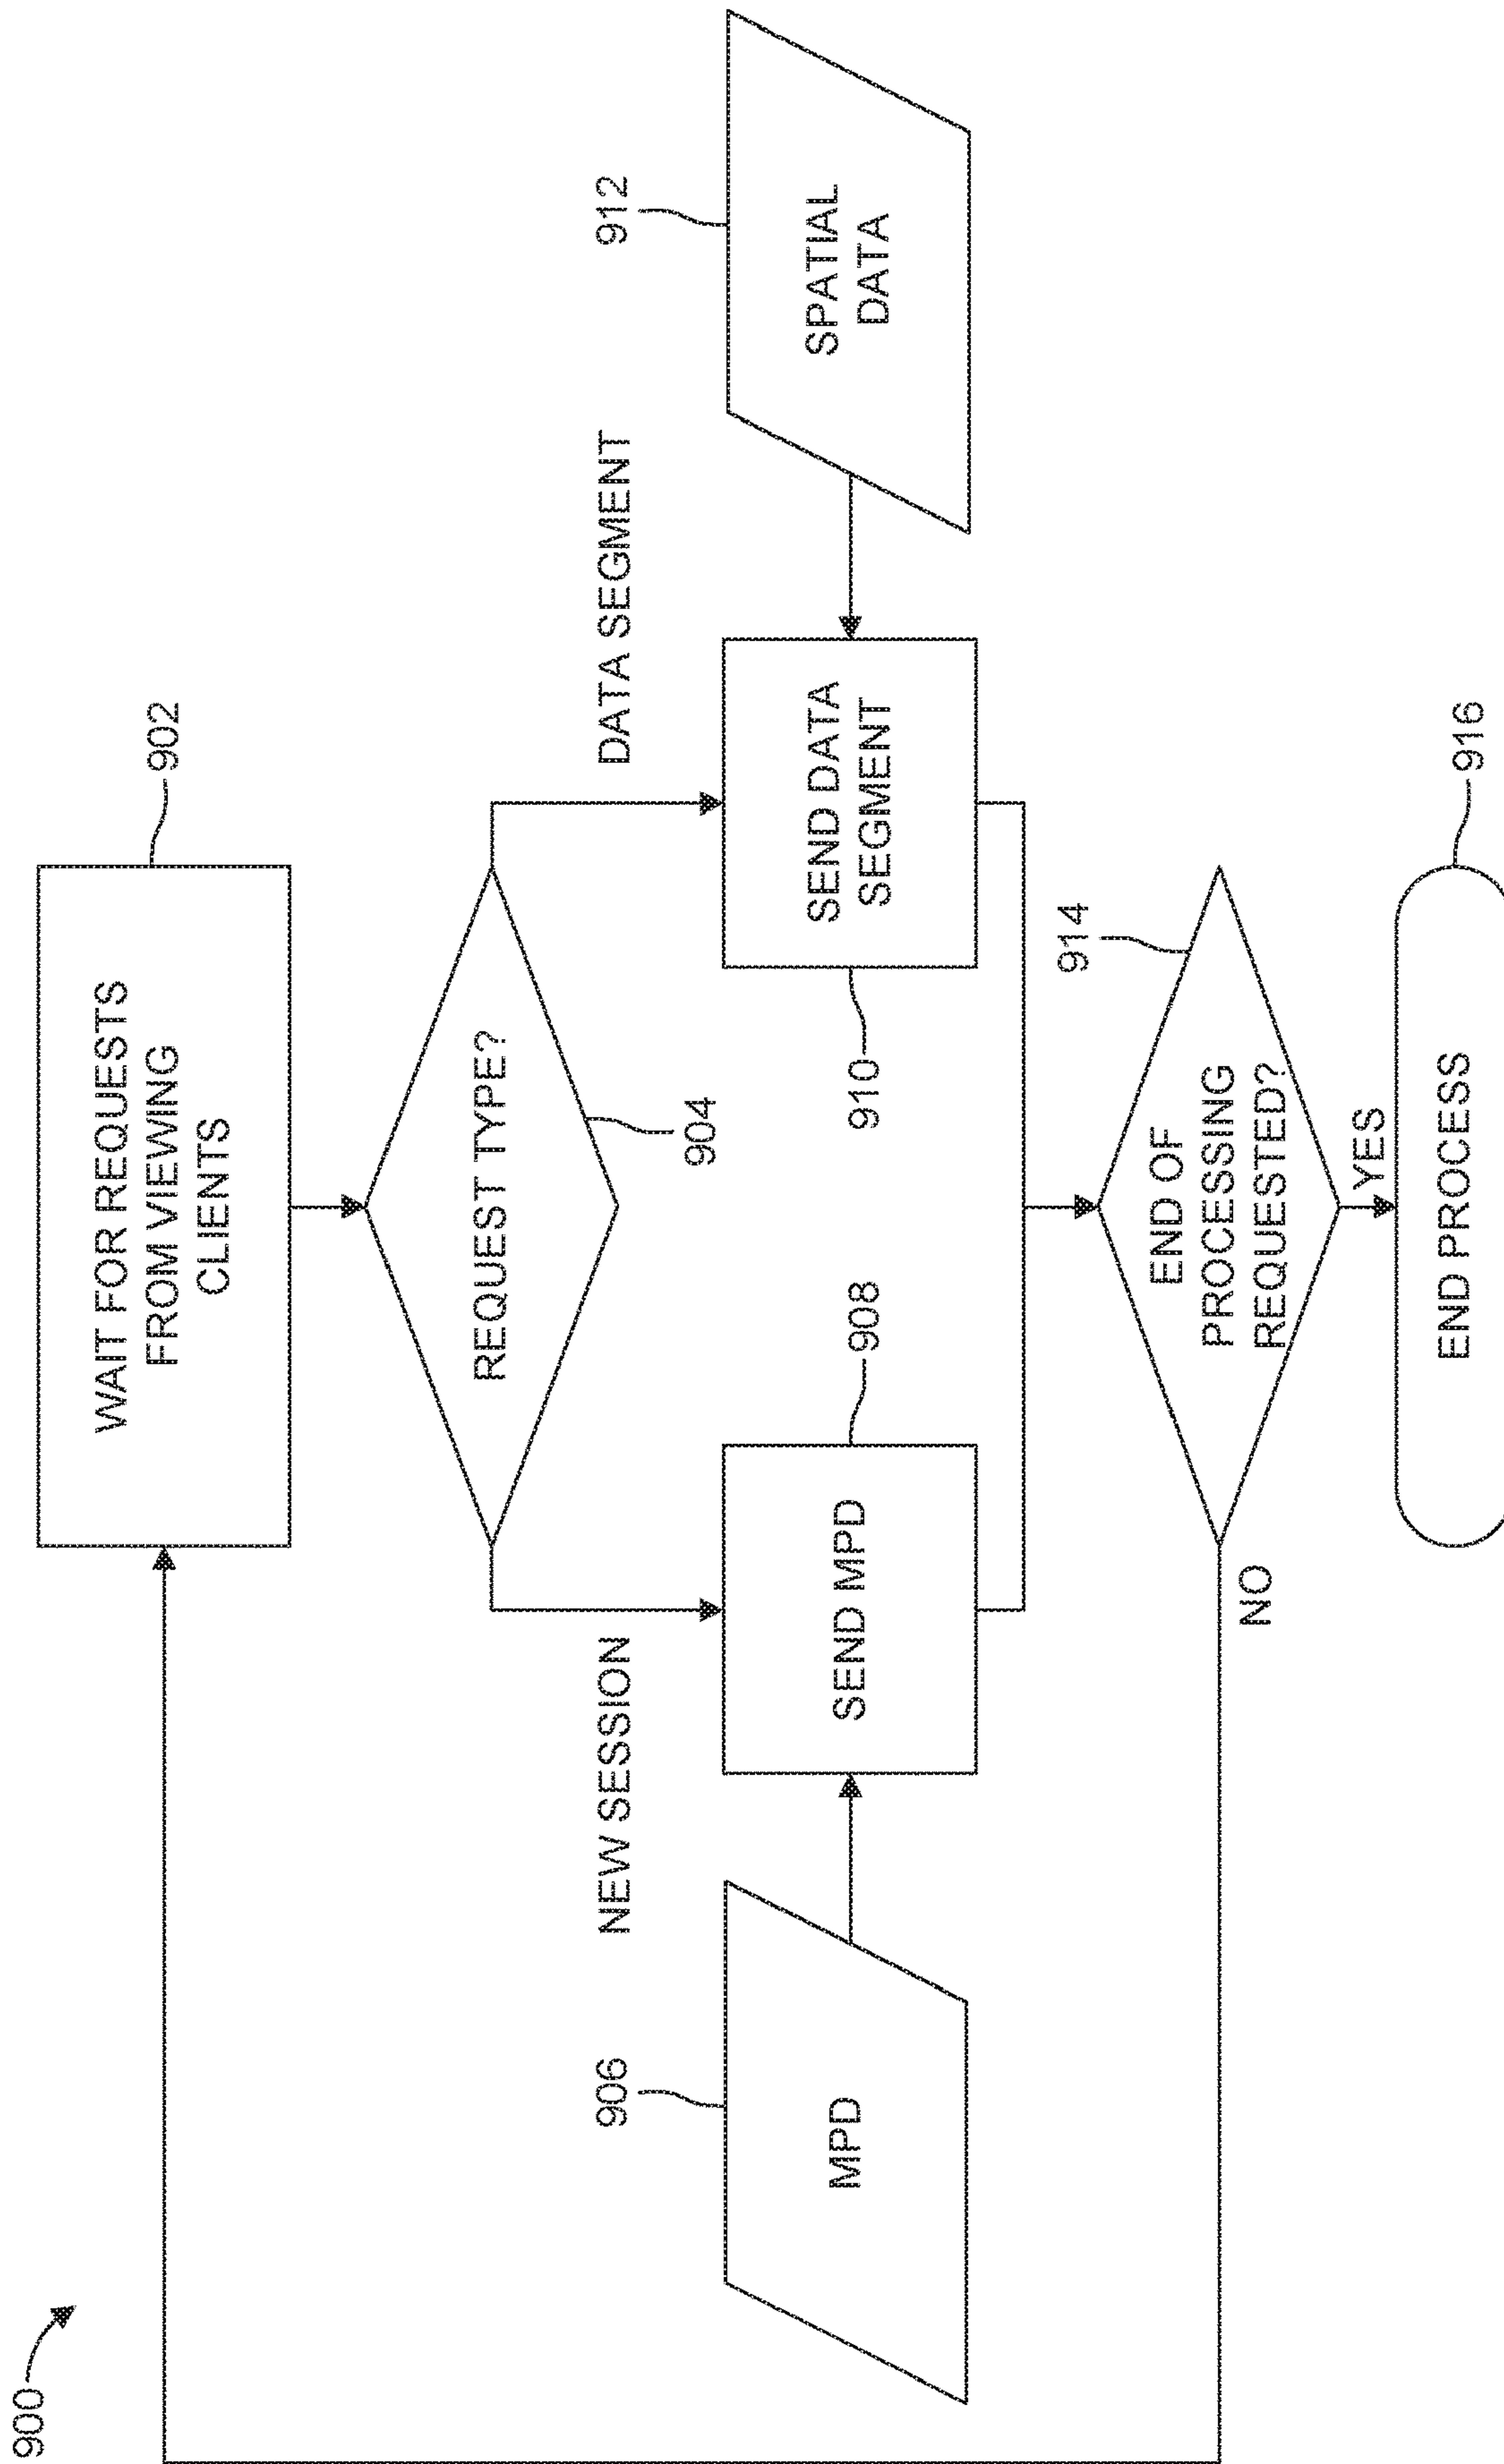 900
WAIT FOR REQUESTS
FROM VIEWING
CLIENTS
902
REQUEST TYPE?
904
NEW SESSION
DATA SEGMENT
906
MPD
SEND MPD
908
910
SEND DATA
SEGMENT
912
SPATIAL
DATA
914
END OF
PROCESSING
REQUESTED?
NO
YES
END PROCESS
916